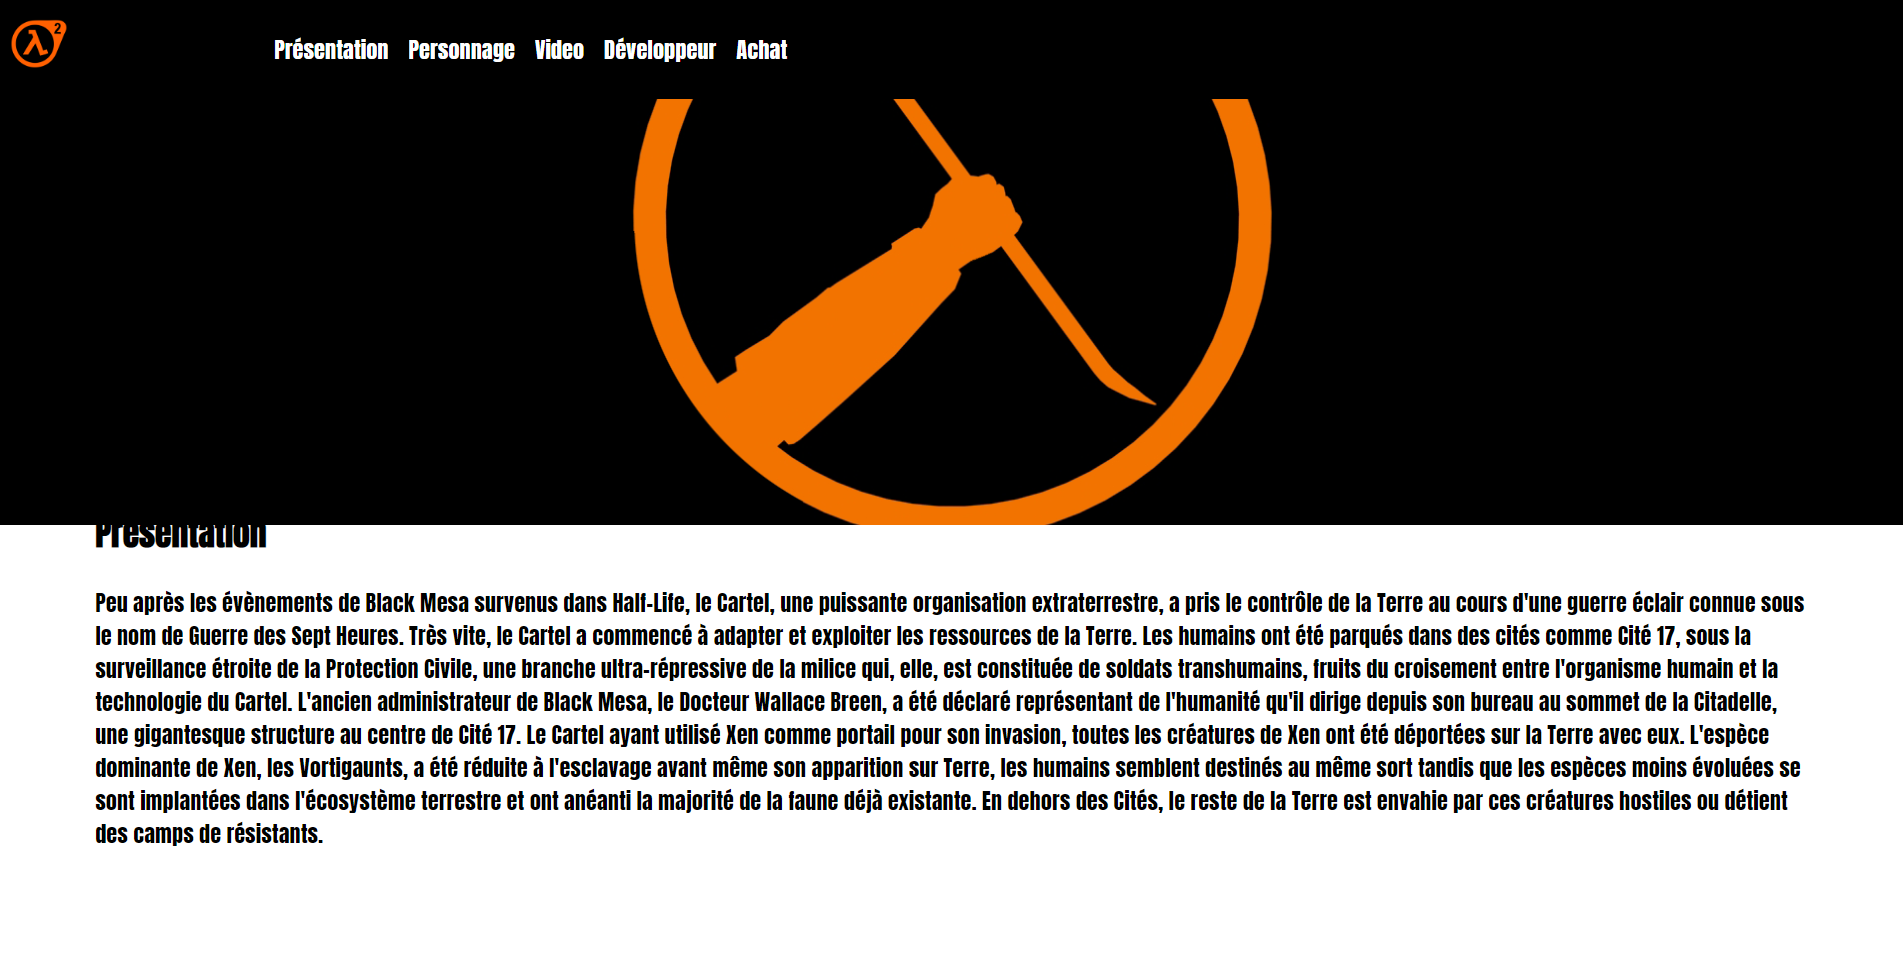 λ2
Présentation Personnage Video Développeur Achat
Présentation
Peu après les évènements de Black Mesa survenus dans Half-Life, le Cartel, une puissante organisation extraterrestre, a pris le contrôle de la Terre au cours d'une guerre éclair connue sous
le nom de Guerre des Sept Heures. Très vite, le Cartel a commencé à adapter et exploiter les ressources de la Terre. Les humains ont été parqués dans des cités comme Cité 17, sous la
surveillance étroite de la Protection Civile, une branche ultra-répressive de la milice qui, elle, est constituée de soldats transhumains, fruits du croisement entre l'organisme humain et la
technologie du Cartel. L'ancien administrateur de Black Mesa, le Docteur Wallace Breen, a été déclaré représentant de l'humanité qu'il dirige depuis son bureau au sommet de la Citadelle,
une gigantesque structure au centre de Cité 17. Le Cartel ayant utilisé Xen comme portail pour son invasion, toutes les créatures de Xen ont été déportées sur la Terre avec eux. L'espèce
dominante de Xen, les Vortigaunts, a été réduite à l'esclavage avant même son apparition sur Terre, les humains semblent destinés au même sort tandis que les espèces moins évoluées se
sont implantées dans l'écosystème terrestre et ont anéanti la majorité de la faune déjà existante. En dehors des Cités, le reste de la Terre est envahie par ces créatures hostiles ou détient
des camps de résistants.